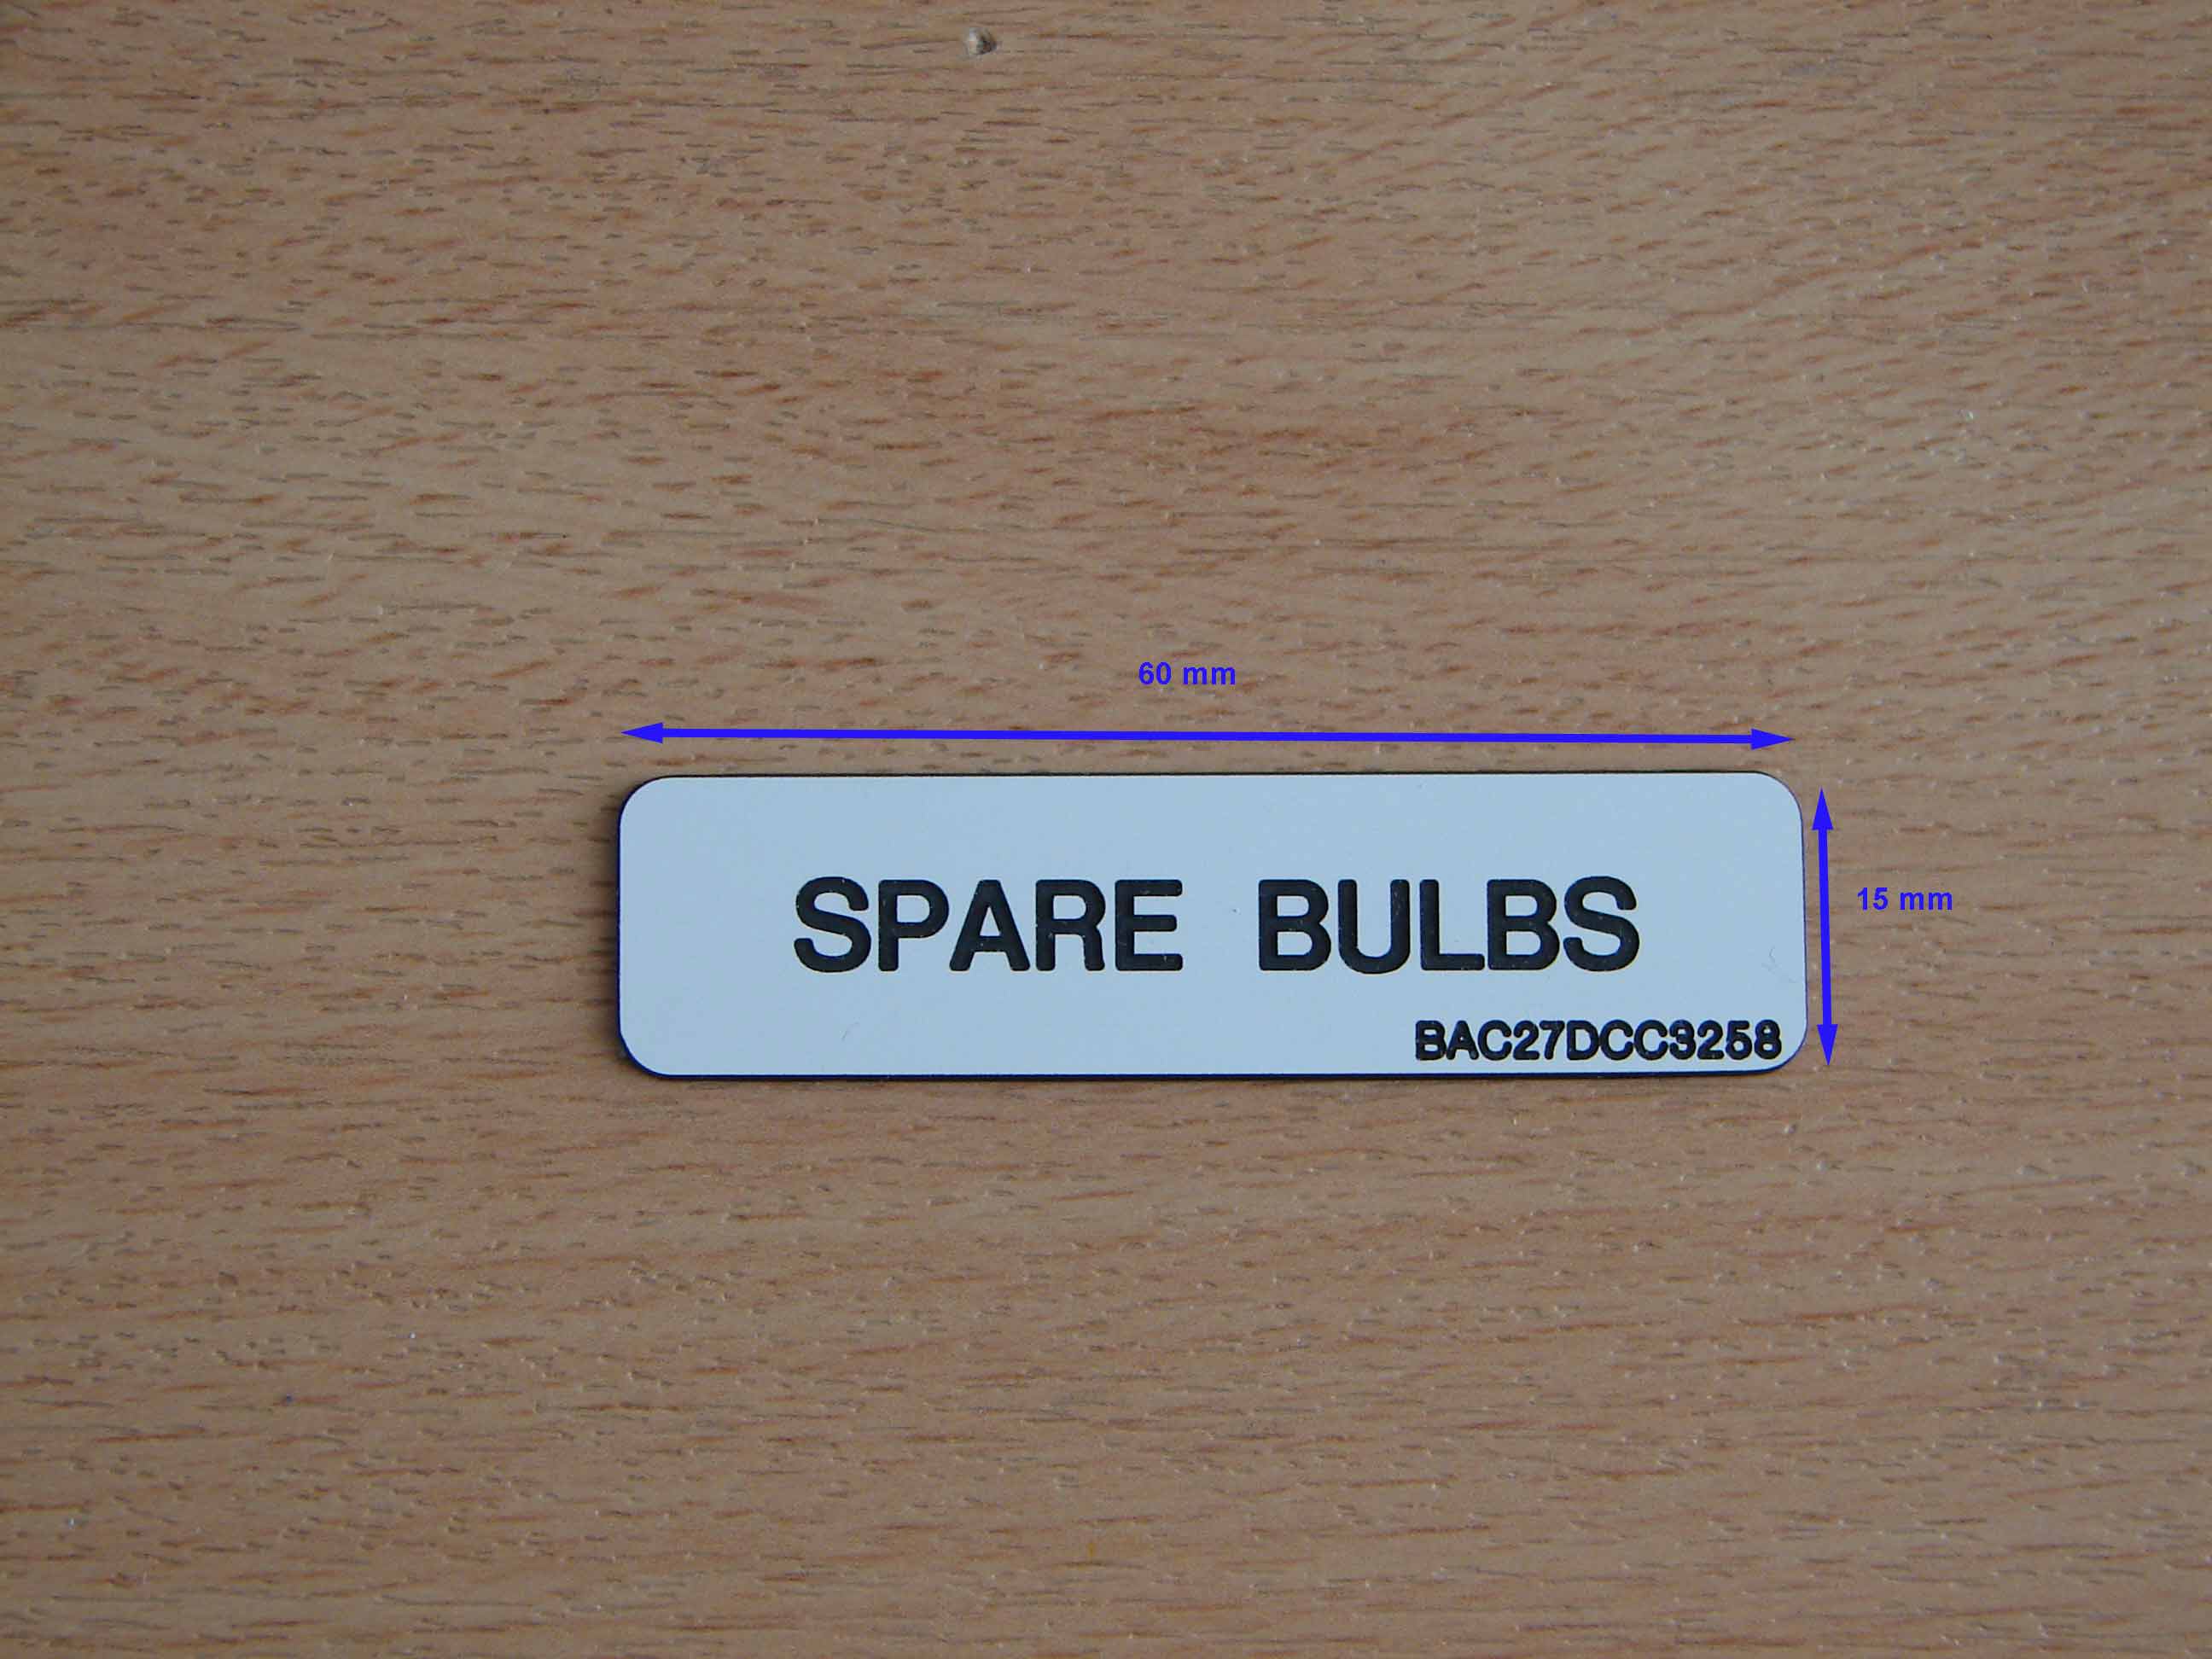 60 mm
SPARE BULBS
15 mm
BAC27DCC3258